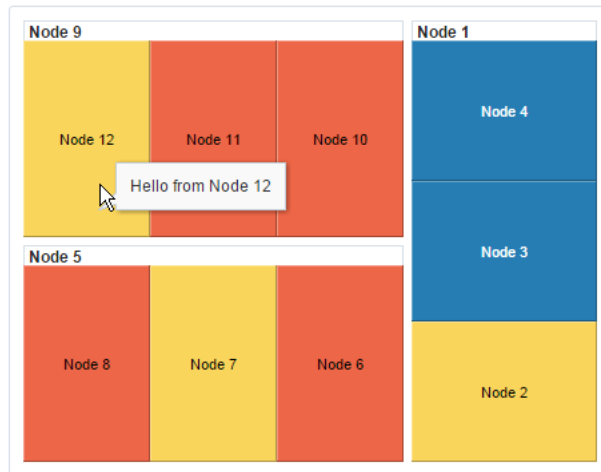 Node 9
Node 12
Node 11
Node 10
Hello from Node 12
Node 5
Node 8
Node 7
Node 6
Node 1
Node 4
Node 3
Node 2